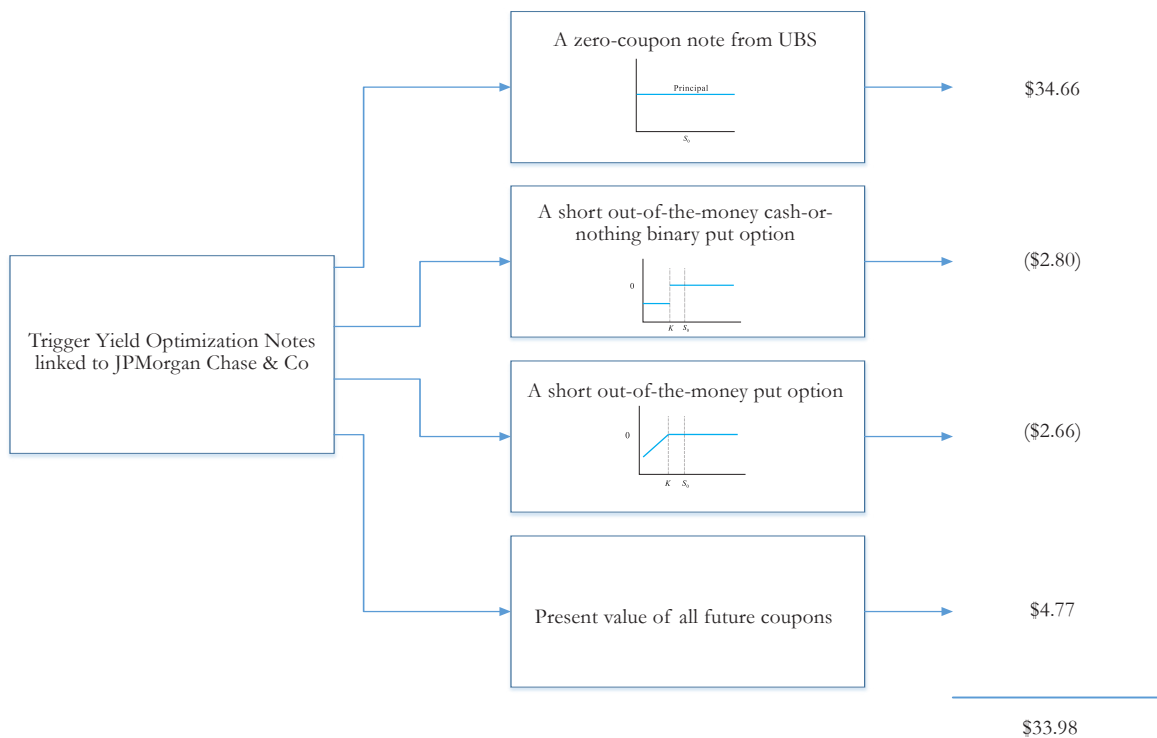 A zero-coupon note from UBS
Principal
S₀
$34.66
A short out-of-the-money cash-or-
nothing binary put option
0
K
S₀
($2.80)
Trigger Yield Optimization Notes
linked to JPMorgan Chase & Co
A short out-of-the-money put option
0
K
S₀
($2.66)
Present value of all future coupons
$4.77
$33.98